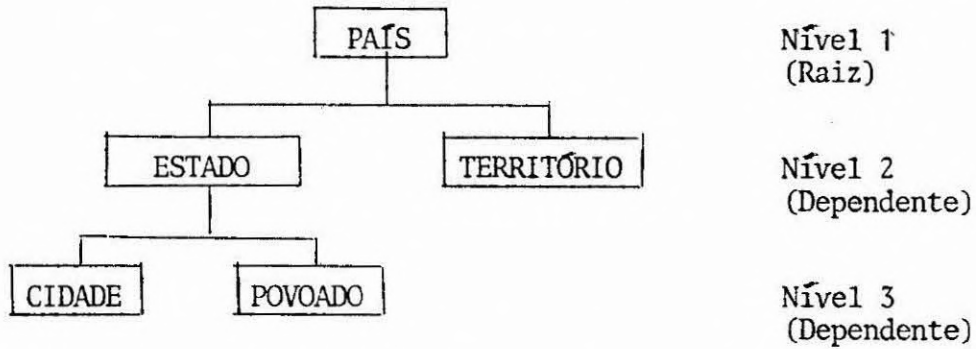 PAÍS
Nível 1
(Raiz)
ESTADO
TERRITÓRIO
Nível 2
(Dependente)
CIDADE
POVOADO
Nível 3
(Dependente)